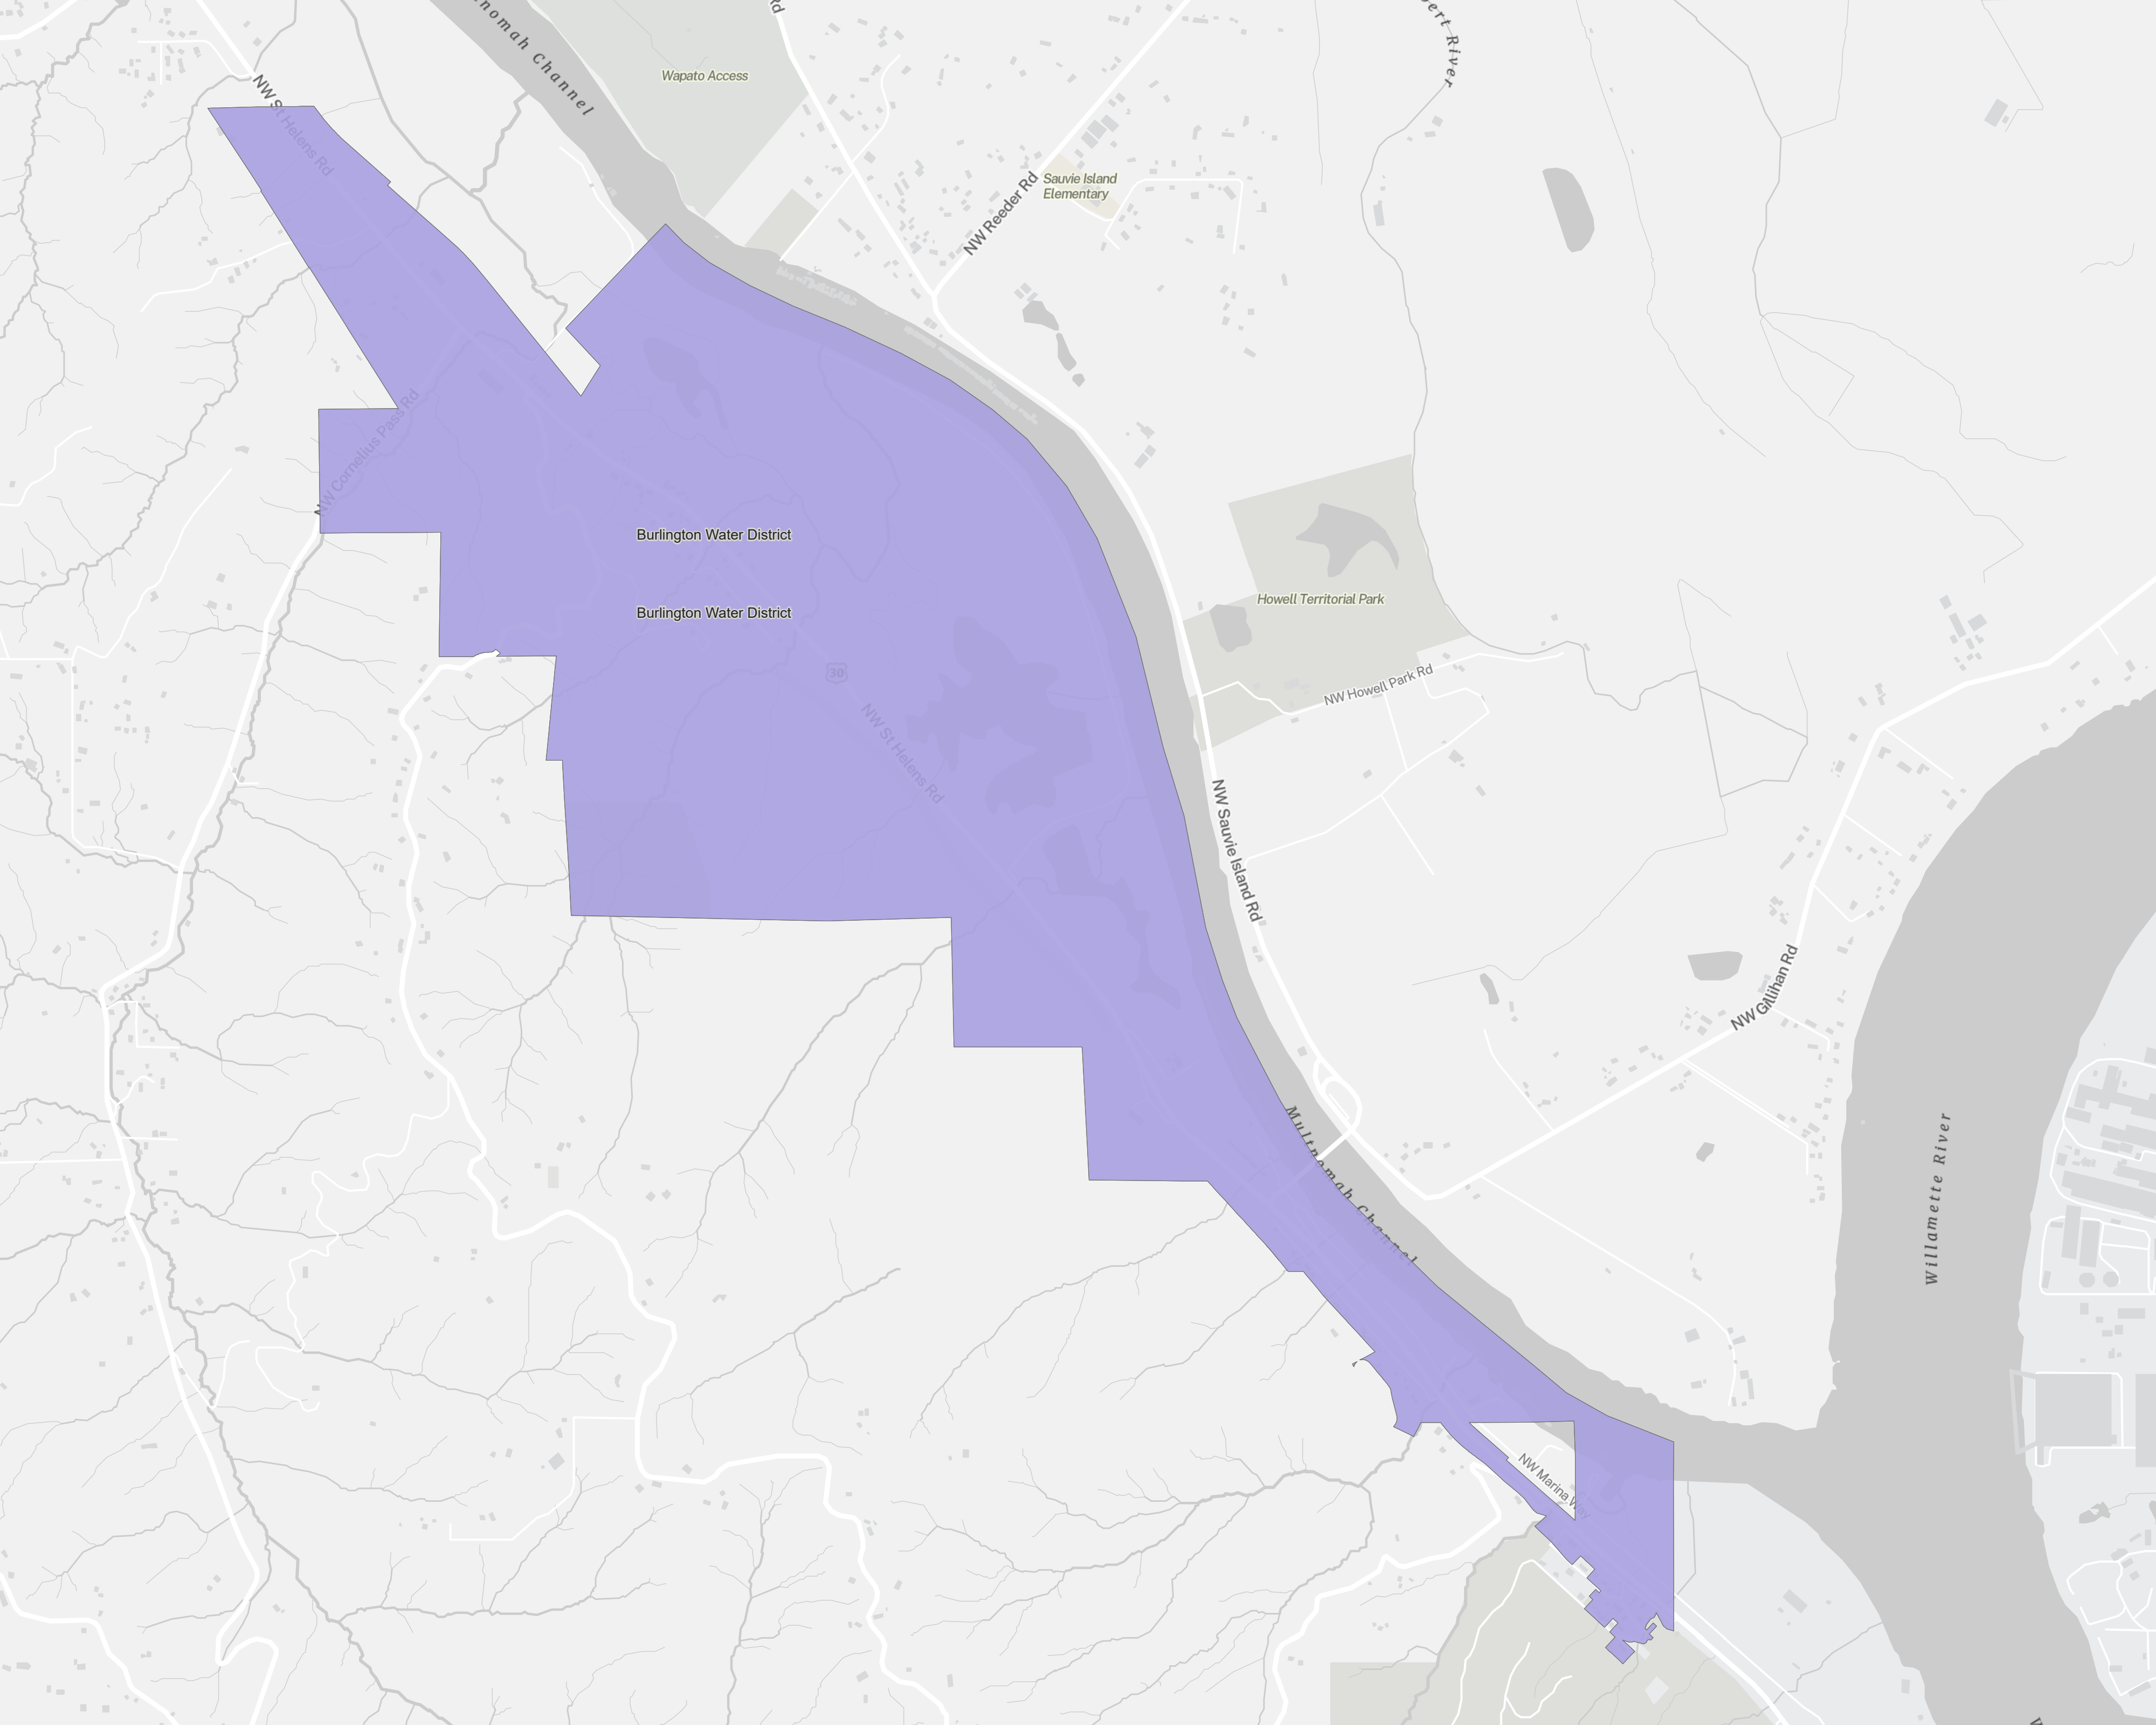 Multnomah Channel
Wapato Access
NW St Helens Rd
Sauvie Island
Elementary
NW Reeder Rd
NW Cornelius Pass Rd
Burlington Water District
Burlington Water District
Howell Territorial Park
30
NW Howell Park Rd
NW St Helens Rd
NW Sauvie Island Rd
NW Gillihan Rd
Multnomah Channel
Willamette River
NW Marina Way